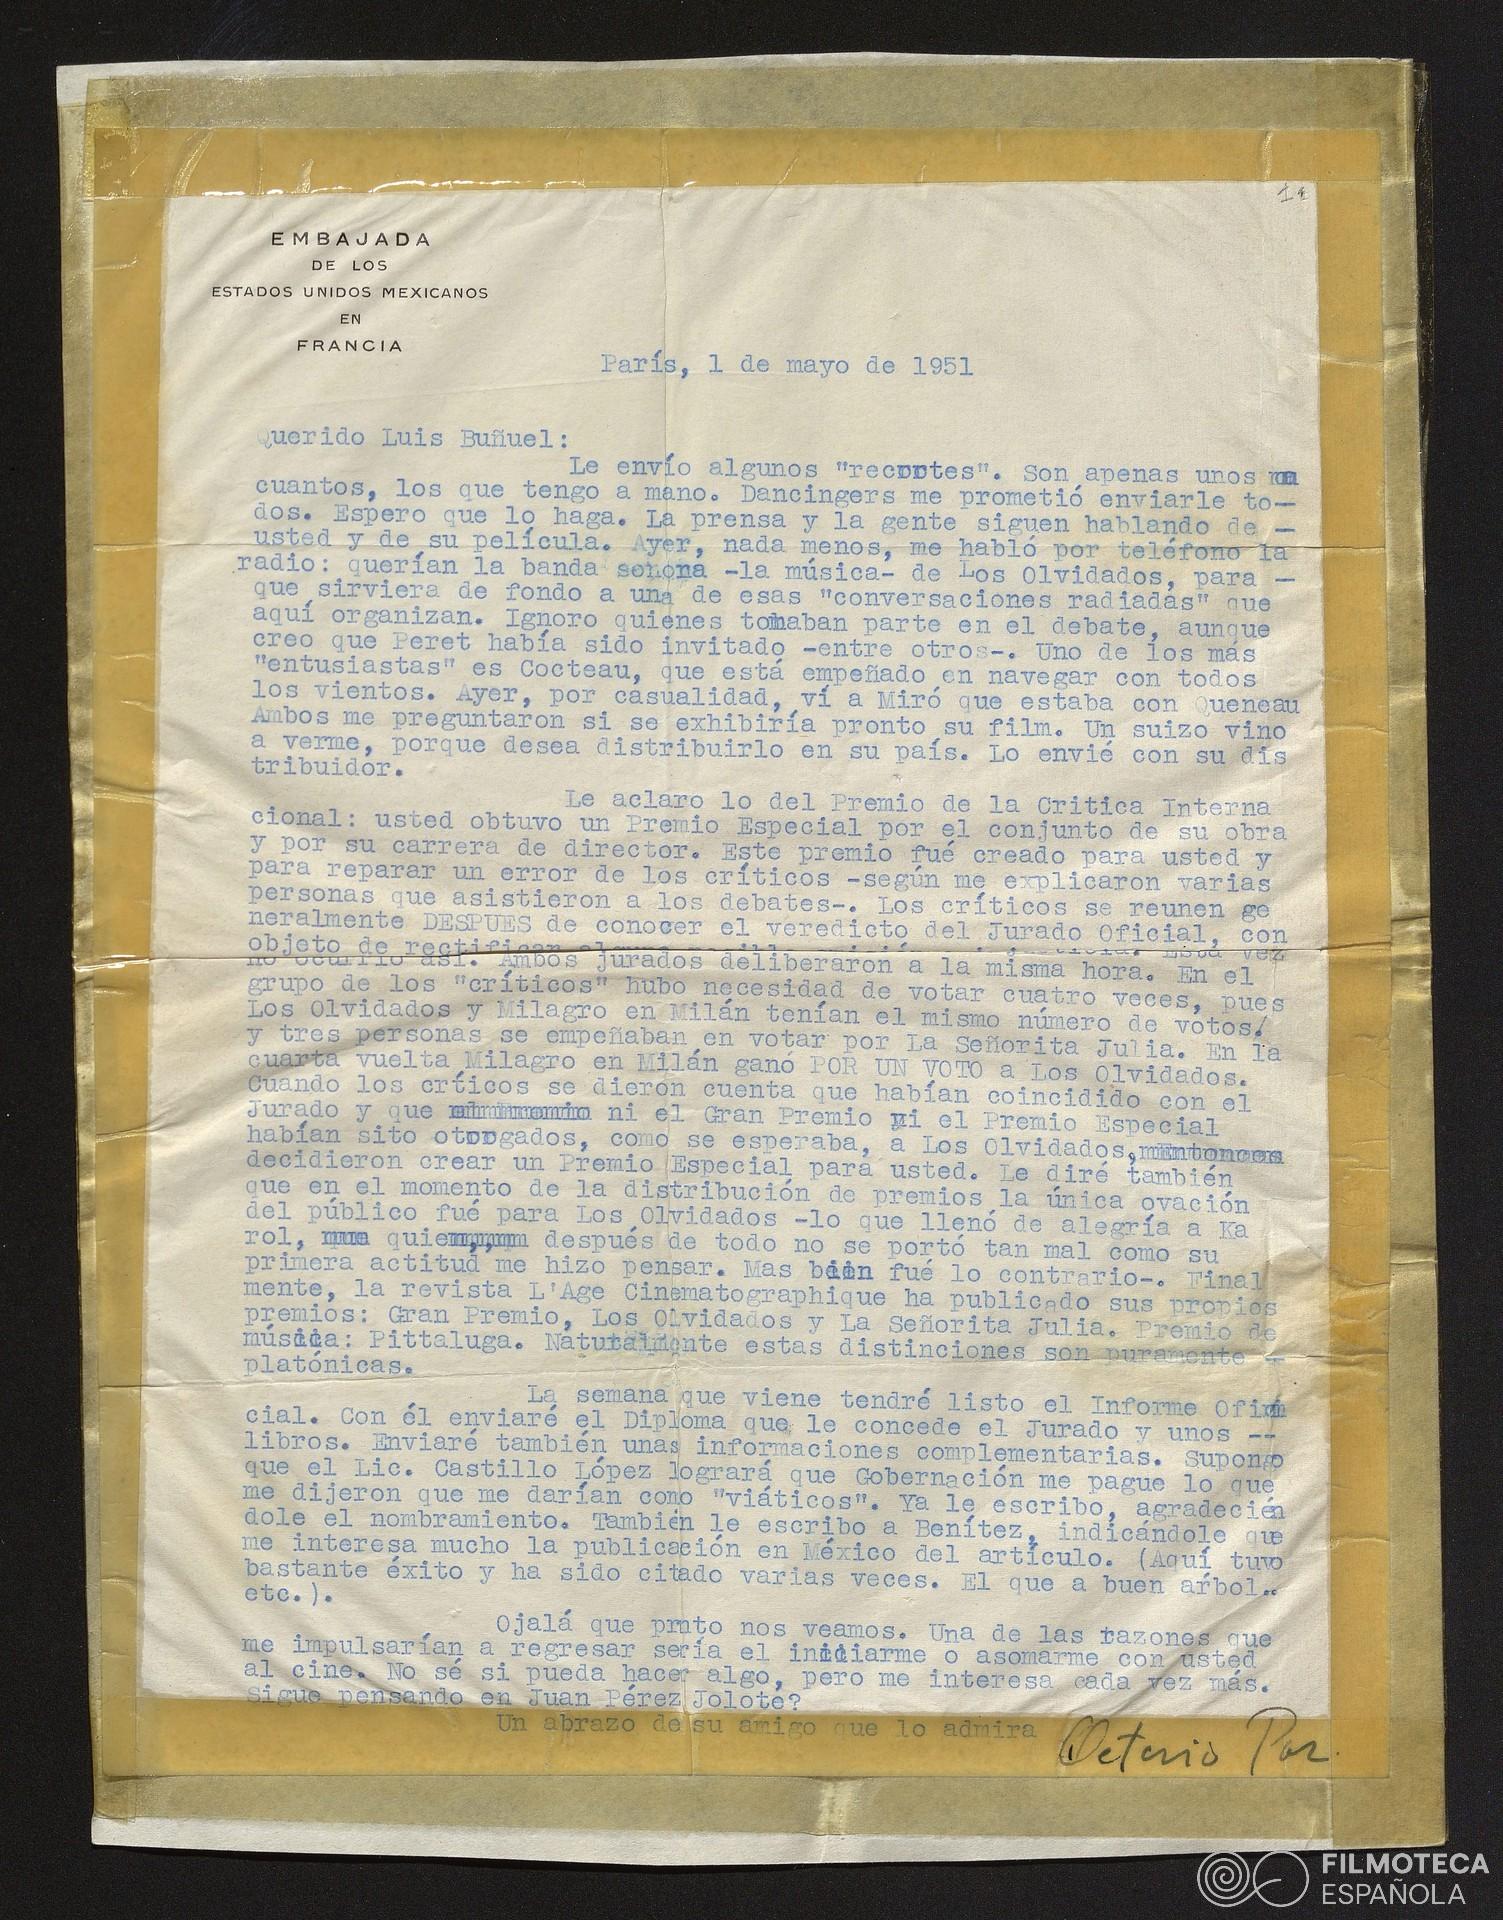 EMBAJADA
DE LOS
ESTADOS UNIDOS MEXICANOS
EN
FRANCIA
París, 1 de mayo de 1951
Querido Luis Buñuel:
Le envío algunos "recortes". Son apenas unos
cuantos, los que tengo a mano. Dancingers me prometió enviarle to-
dos. Espero que lo haga. La prensa y la gente siguen hablando de -
usted y de su película. Ayer, nada menos, me habló por teléfono la
radio: querían la banda sonora -la música- de Los Olvidados, para -
que sirviera de fondo a una de esas "conversaciones radiadas" que
aquí organizan. Ignoro quienes tomaban parte en el debate, aunque
creo que Peret había sido invitado -entre otros-. Uno de los más
"entusiastas" es Cocteau, que está empeñado en navegar con todos
los vientos. Ayer, por casualidad, ví a Miró que estaba con Queneau
Ambos me preguntaron si se exhibiría pronto su film. Un suizo vino
a verme, porque desea distribuirlo en su país. Lo envié con su dis
tribuidor.
Le aclaro lo del Premio de la Critica Interna
cional: usted obtuvo un Premio Especial por el conjunto de su obra
y por su carrera de director. Este premio fué creado para usted y
para reparar un error de los críticos -según me explicaron varias
personas que asistieron a los debates-. Los críticos se reunen ge
neralmente DESPUES de conocer el veredicto del Jurado Oficial, con
objeto de rectificar alguna Esta vez
no ocurrió así. Ambos jurados deliberaron a la misma hora. En el
grupo de los "críticos" hubo necesidad de votar cuatro veces, pues
Los Olvidados y Milagro en Milán tenían el mismo número de votos!
y tres personas se empeñaban en votar por La Señorita Julia. En la
cuarta vuelta Milagro en Milán ganó POR UN VOTO a Los Olvidados.
Cuando los críticos se dieron cuenta que habían coincidido con el
Jurado y que ni el Gran Premio ni el Premio Especial
habían sito otorgados, como se esperaba, a Los Olvidados,
decidieron crear un Premio Especial para usted. Le diré también
que en el momento de la distribución de premios la única ovación
del público fué para Los Olvidados -lo que llenó de alegría a Ka
rol, quien después de todo no se portó tan mal como su
primera actitud me hizo pensar. Mas bien fué lo contrario-. Final
mente, la revista L'Age Cinematographique ha publicado sus propios
premios: Gran Premio, Los Olvidados y La Señorita Julia. Premio de
música: Pittaluga. Naturalmente estas distinciones son puramente -
platónicas.
La semana que viene tendré listo el Informe Ofi
cial. Con él enviaré el Diploma que le concede el Jurado y unos --
libros. Enviaré también unas informaciones complementarias. Supongo
que el Lic. Castillo López logrará que Gobernación me pague lo que
me dijeron que me darían como "viáticos". Ya le escribo, agradecién
dole el nombramiento. También le escribo a Benítez, indicándole que
me interesa mucho la publicación en México del artículo. (Aquí tuvo
bastante éxito y ha sido citado varias veces. El que a buen arbol..
etc.).
Ojalá que prnto nos veamos. Una de las razones que
me impulsarían a regresar sería el iniciarme o asomarme con usted
al cine. No sé si pueda hacer algo, pero me interesa cada vez más.
Sigue pensando en Juan Pérez Jolote?
Un abrazo de su amigo que lo admira
Octavio Paz.
FILMOTECA
ESPAÑOLA